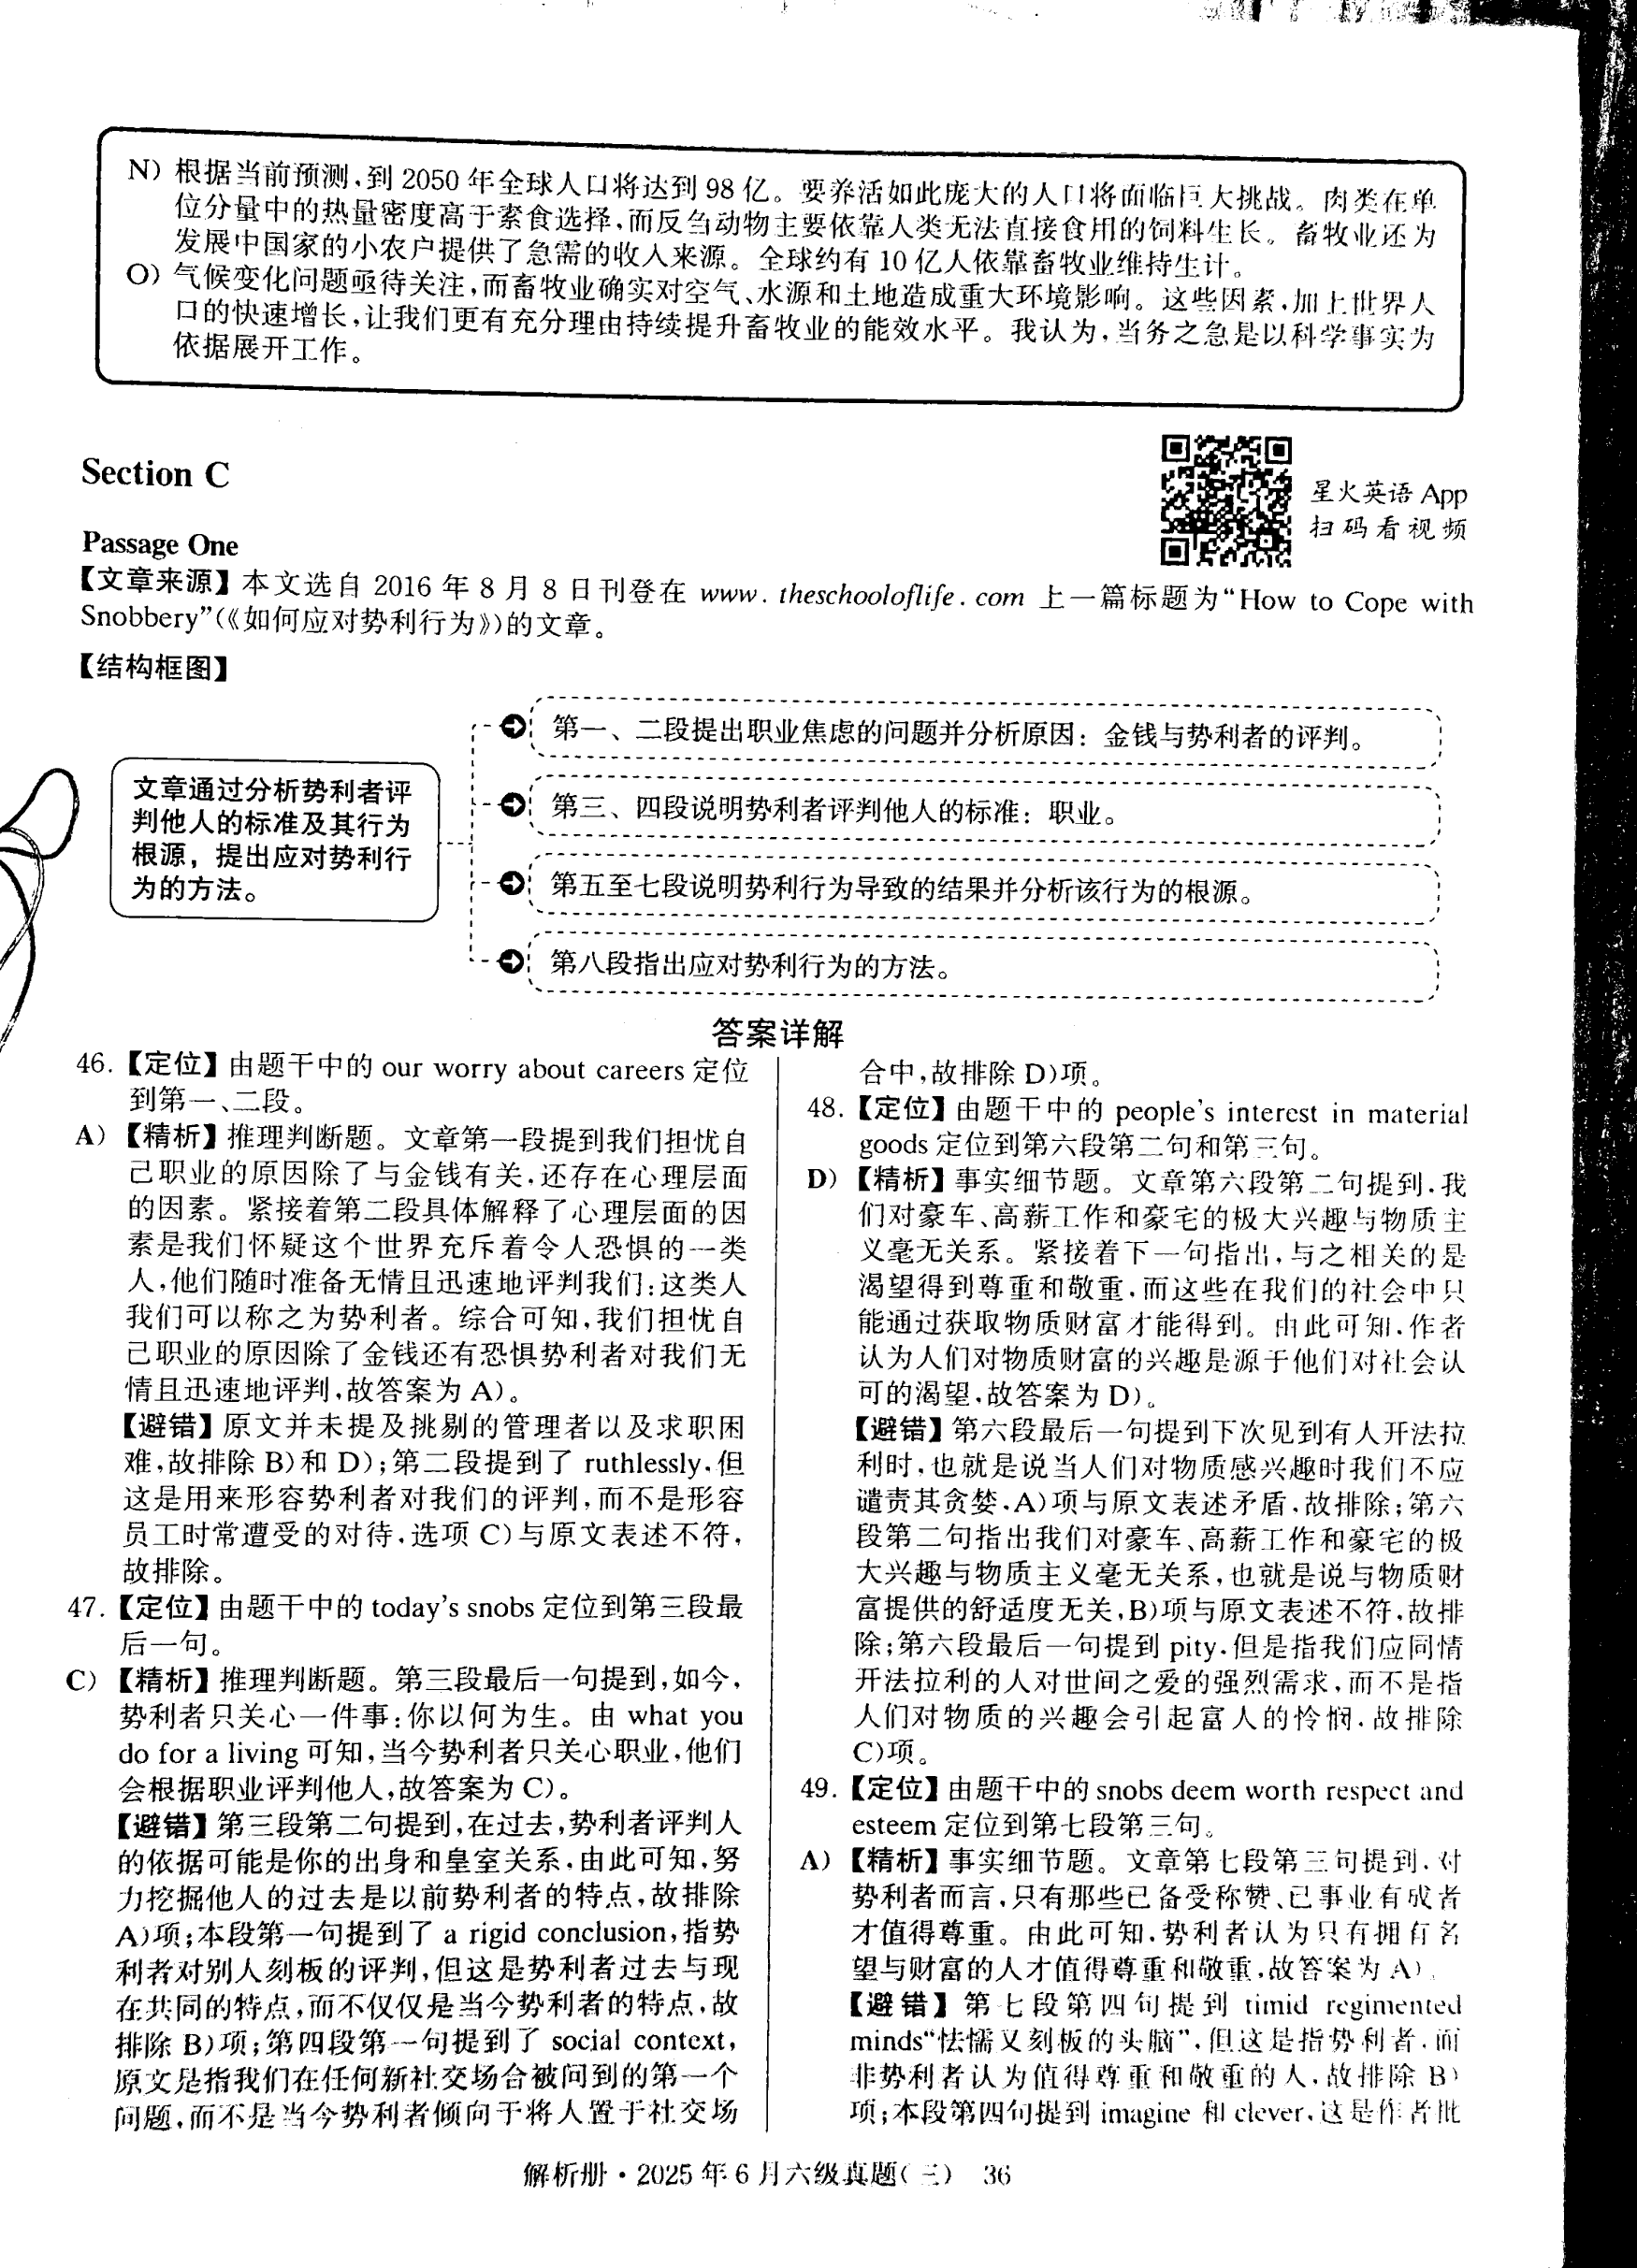 N) 根据当前预测,到 2050 年全球人口将达到 98 亿。要养活如此庞大的人口将面临巨大挑战。肉类在单
位分量中的热量密度高于素食选择,而反刍动物主要依靠人类无法直接食用的饲料生长。畜牧业还为
发展中国家的小农户提供了急需的收入来源。全球约有 10 亿人依靠畜牧业维持生计。
O) 气候变化问题亟待关注,而畜牧业确实对空气、水源和土地造成重大环境影响。这些因素,加上世界人
口的快速增长,让我们更有充分理由持续提升畜牧业的能效水平。我认为,当务之急是以科学事实为
依据展开工作。
Section C
星火英语 App
扫码看视频
Passage One
【文章来源】本文选自 2016 年 8 月 8 日刊登在 www.theschooloflife.com 上一篇标题为“How to Cope with
Snobbery”(《如何应对势利行为》)的文章。
【结构框图】
文章通过分析势利者评
判他人的标准及其行为
根源，提出应对势利行
为的方法。
第一、二段提出职业焦虑的问题并分析原因：金钱与势利者的评判。
第三、四段说明势利者评判他人的标准：职业。
第五至七段说明势利行为导致的结果并分析该行为的根源。
第八段指出应对势利行为的方法。
答案详解
46.【定位】由题干中的 our worry about careers 定位
到第一、二段。
A) 【精析】推理判断题。文章第一段提到我们担忧自
己职业的原因除了与金钱有关,还存在心理层面
的因素。紧接着第二段具体解释了心理层面的因
素是我们怀疑这个世界充斥着令人恐惧的一类
人,他们随时准备无情且迅速地评判我们:这类人
我们可以称之为势利者。综合可知,我们担忧自
己职业的原因除了金钱还有恐惧势利者对我们无
情且迅速地评判,故答案为 A)。
【避错】原文并未提及挑剔的管理者以及求职困
难,故排除 B)和 D);第二段提到了 ruthlessly,但
这是用来形容势利者对我们的评判,而不是形容
员工时常遭受的对待,选项 C)与原文表述不符,
故排除。
47.【定位】由题干中的 today's snobs 定位到第三段最
后一句。
C) 【精析】推理判断题。第三段最后一句提到,如今,
势利者只关心一件事:你以何为生。由 what you
do for a living 可知,当今势利者只关心职业,他们
会根据职业评判他人,故答案为 C)。
【避错】第三段第二句提到,在过去,势利者评判人
的依据可能是你的出身和皇室关系,由此可知,努
力挖掘他人的过去是以前势利者的特点,故排除
A)项;本段第一句提到了 a rigid conclusion,指势
利者对别人刻板的评判,但这是势利者过去与现
在共同的特点,而不仅仅是当今势利者的特点,故
排除 B)项;第四段第一句提到了 social context,
原文是指我们在任何新社交场合被问到的第一个
问题,而不是当今势利者倾向于将人置于社交场
合中,故排除 D)项。
48.【定位】由题干中的 people's interest in material
goods 定位到第六段第二句和第三句。
D) 【精析】事实细节题。文章第六段第二句提到,我
们对豪车、高薪工作和豪宅的极大兴趣与物质主
义毫无关系。紧接着下一句指出,与之相关的是
渴望得到尊重和敬重,而这些在我们的社会中只
能通过获取物质财富才能得到。由此可知,作者
认为人们对物质财富的兴趣是源于他们对社会认
可的渴望,故答案为 D)。
【避错】第六段最后一句提到下次见到有人开法拉
利时,也就是说当人们对物质感兴趣时我们不应
谴责其贪婪,A)项与原文表述矛盾,故排除;第六
段第二句指出我们对豪车、高薪工作和豪宅的极
大兴趣与物质主义毫无关系,也就是说与物质财
富提供的舒适度无关,B)项与原文表述不符,故排
除;第六段最后一句提到 pity,但是指我们应同情
开法拉利的人对世间之爱的强烈需求,而不是指
人们对物质的兴趣会引起富人的怜悯,故排除
C)项。
49.【定位】由题干中的 snobs deem worth respect and
esteem 定位到第七段第三句。
A) 【精析】事实细节题。文章第七段第三句提到,对
势利者而言,只有那些已备受称赞、已事业有成者
才值得尊重。由此可知,势利者认为只有拥有名
望与财富的人才值得尊重和敬重,故答案为 A)。
【避错】第七段第四句提到 timid regimented
minds“怯懦又刻板的头脑”,但这是指势利者,而
非势利者认为值得尊重和敬重的人,故排除 B)
项;本段第四句提到 imagine 和 clever,这是作者批
解析册·2025 年 6 月六级真题(三) 36